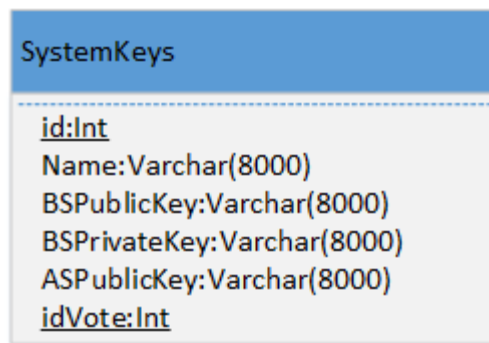 SystemKeys
id:Int
Name:Varchar(8000)
BSPublicKey:Varchar(8000)
BSPrivateKey:Varchar(8000)
ASPublicKey:Varchar(8000)
idVote:Int